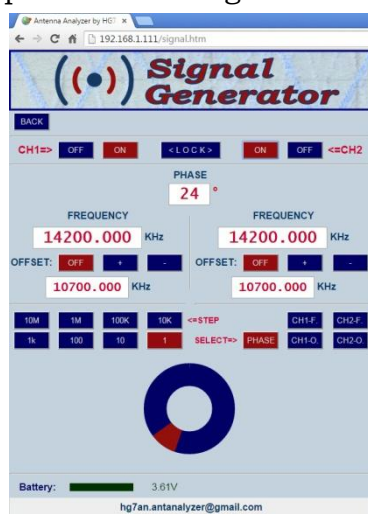 Antenna Analyzer by HG7
192.168.1.111/signal.htm
Signal
Generator
BACK
CH1=> OFF ON <LOCK> ON OFF <=CH2
PHASE
24 °
FREQUENCY FREQUENCY
14200.000 KHz 14200.000 KHz
OFFSET: OFF + - OFFSET: OFF + -
10700.000 KHz 10700.000 KHz
10M 1M 100K 10K <=STEP CH1-F. CH2-F.
1k 100 10 1 SELECT=> PHASE CH1-O. CH2-O.
Battery: 3.61V
hg7an.antanalyzer@gmail.com